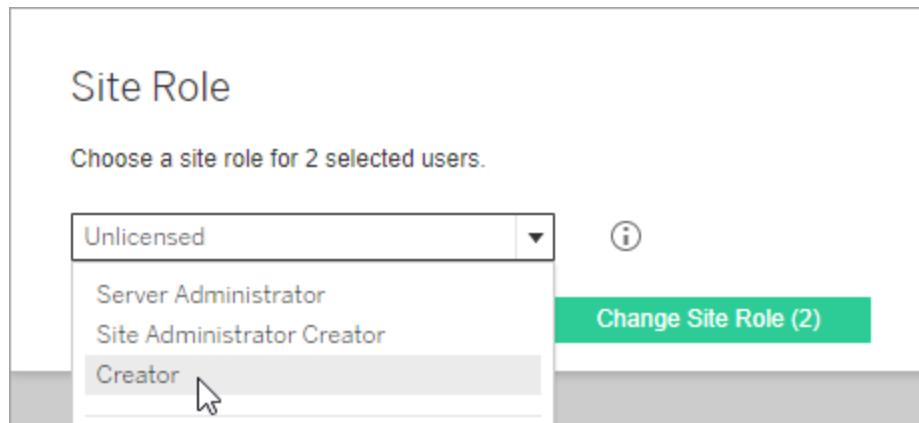 Site Role
Choose a site role for 2 selected users.
Unlicensed
Server Administrator
Site Administrator Creator
Creator
Change Site Role (2)